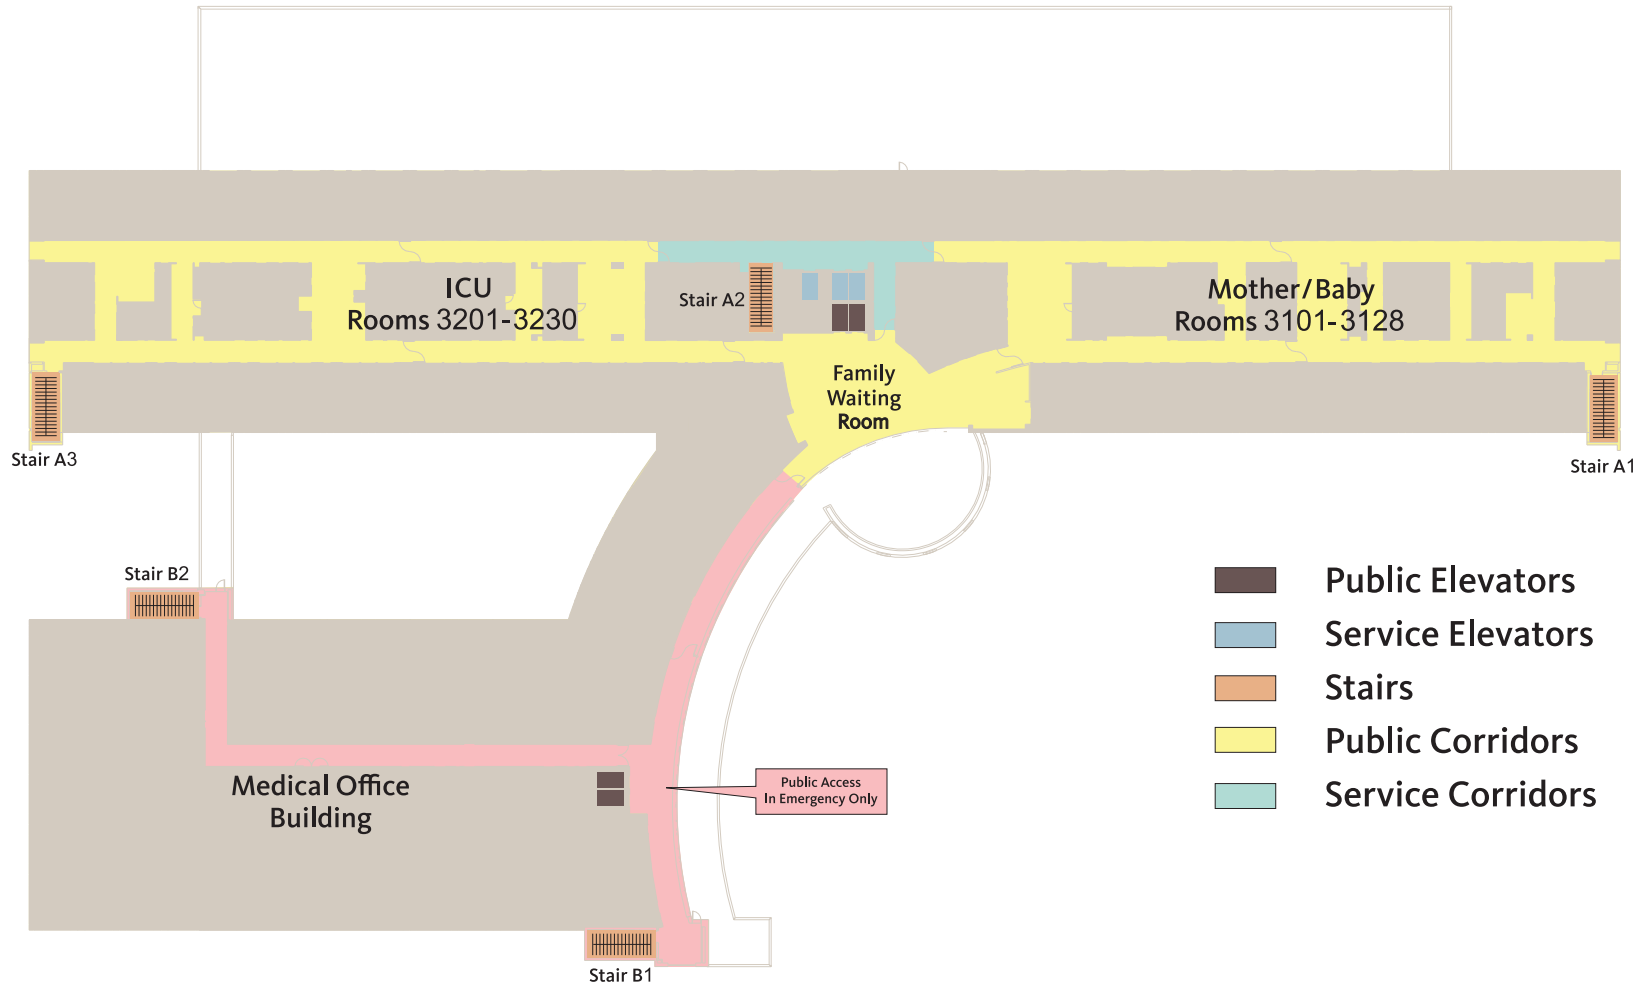 ICU
Rooms 3201-3230
Stair A2
Mother/Baby
Rooms 3101-3128
Family
Waiting
Room
Stair A3
Stair A1
Stair B2
Public Elevators
Service Elevators
Stairs
Public Corridors
Service Corridors
Medical Office
Building
Public Access
In Emergency Only
Stair B1